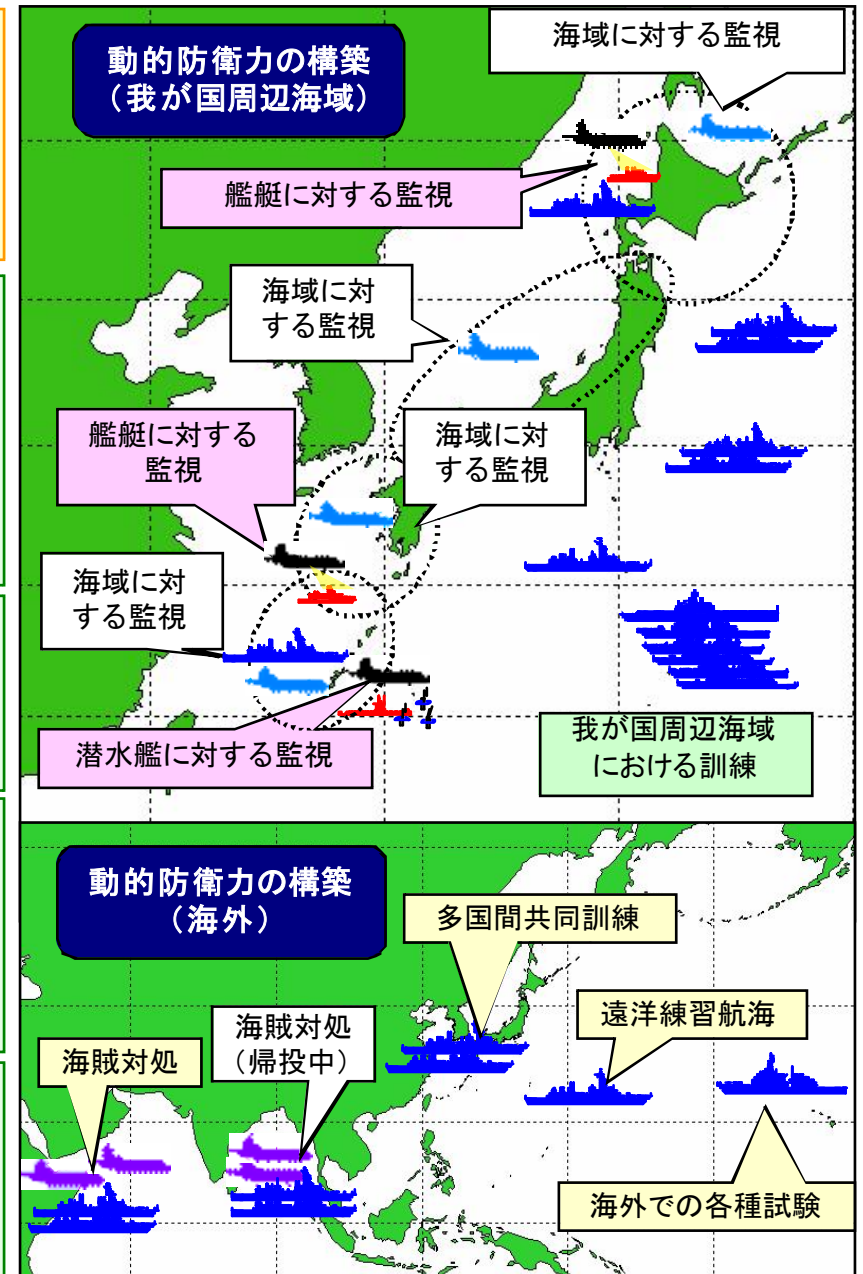 動的防衛力の構築
（我が国周辺海域）
海域に対する監視
艦艇に対する監視
海域に対
する監視
艦艇に対する
監視
海域に対
する監視
海域に対
する監視
潜水艦に対する監視
我が国周辺海域
における訓練
動的防衛力の構築
（海外）
多国間共同訓練
海賊対処
（帰投中）
遠洋練習航海
海賊対処
海外での各種試験